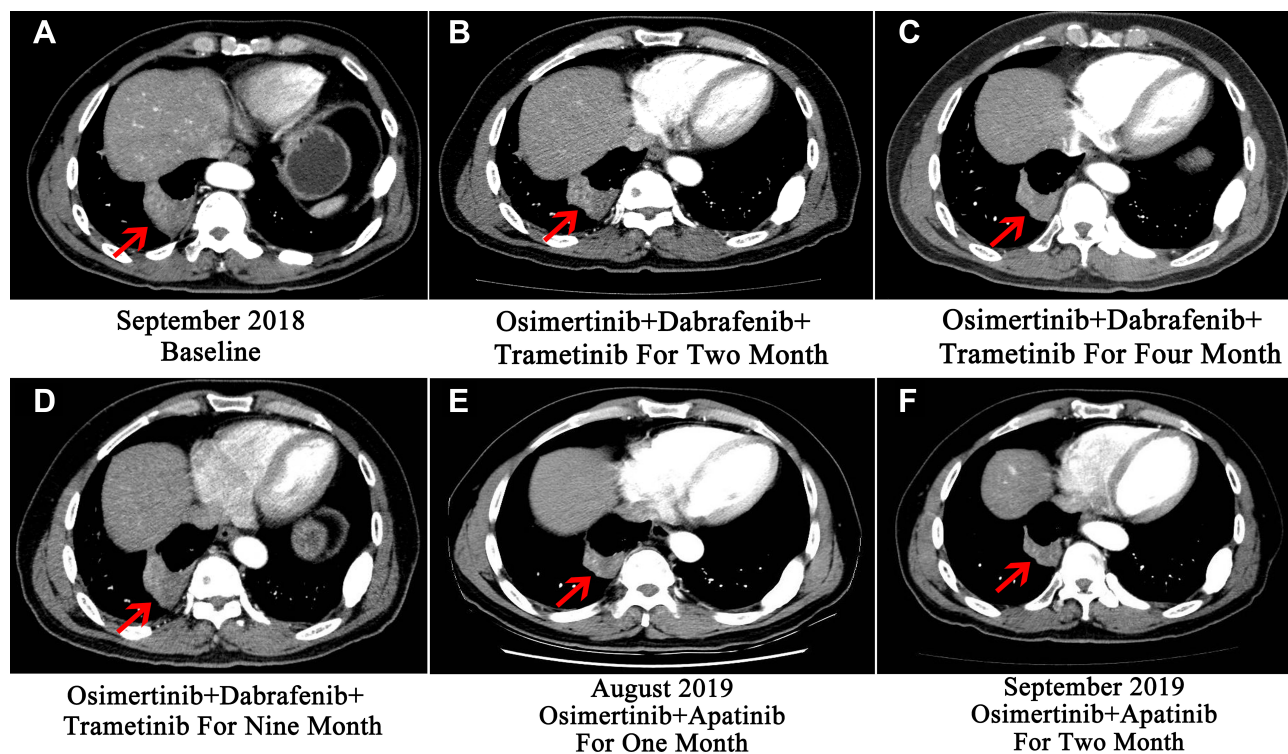 A
B
C
September 2018
Baseline
Osimertinib+Dabrafenib+
Trametinib For Two Month
Osimertinib+Dabrafenib+
Trametinib For Four Month
D
E
F
Osimertinib+Dabrafenib+
Trametinib For Nine Month
August 2019
Osimertinib+Apatinib
For One Month
September 2019
Osimertinib+Apatinib
For Two Month